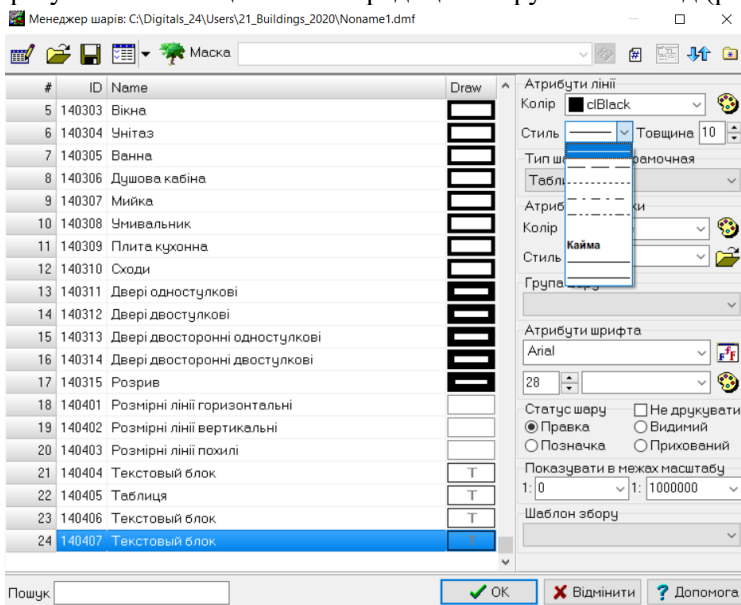 Менеджер шарів: C:\Digitals_24\Users\21_Buildings_2020\Noname1.dmf
Маска
# ID Name Draw
5 140303 Вікна
6 140304 Унітаз
7 140305 Ванна
8 140306 Душова кабіна
9 140307 Мийка
10 140308 Умивальник
11 140309 Плита кухонна
12 140310 Сходи
13 140311 Двері одностулкові
14 140312 Двері двостулкові
15 140313 Двері двосторонні одностулкові
16 140314 Двері двосторонні двостулкові
17 140315 Розрив
18 140401 Розмірні лінії горизонтальні
19 140402 Розмірні лінії вертикальні
20 140403 Розмірні лінії похилі
21 140404 Текстовый блок T
22 140405 Таблиця T
23 140406 Текстовый блок T
24 140407 Текстовый блок T
Атрибути лінії
Колір clBlack
Стиль Товщина 10
Тип
Кайма
Колір
Стиль
Група
Атрибути шрифта
Arial
28
Статус шару Не друкувати
Правка Видимий
Позначка Прихований
Показувати в межах масштабу
1: 0 1: 1000000
Шаблон збору
Пошук OK Відмінити Допомога